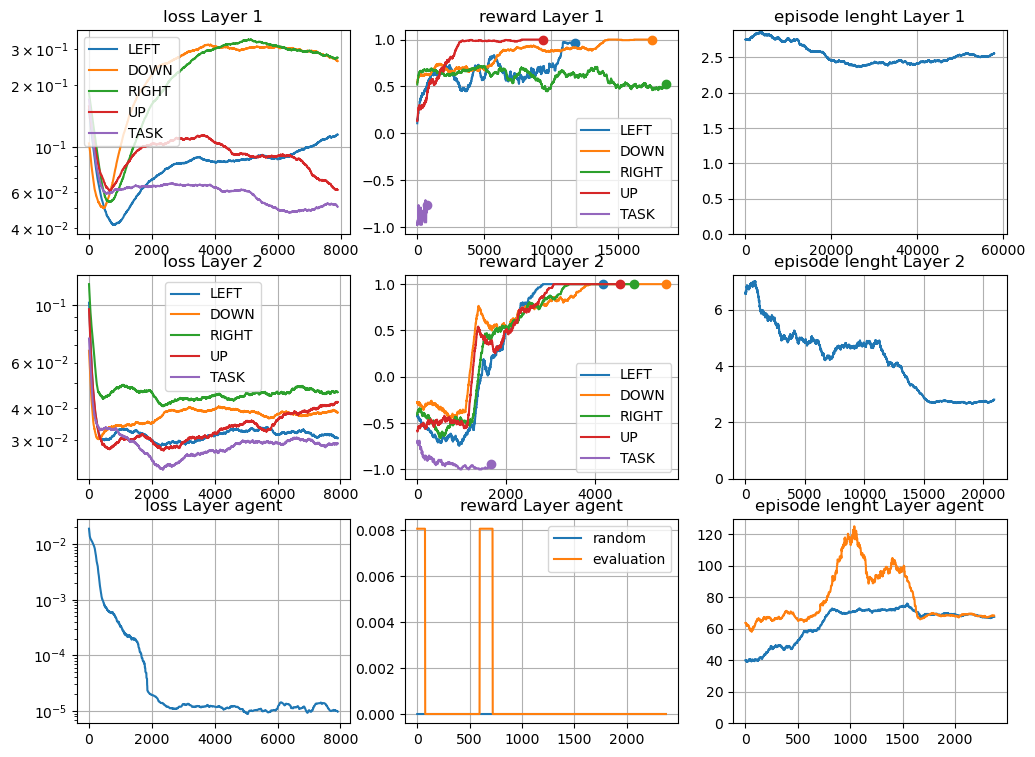 loss Layer 1
3 × 10⁻¹
2 × 10⁻¹
10⁻¹
6 × 10⁻²
4 × 10⁻²
0 2000 4000 6000 8000
LEFT
DOWN
RIGHT
UP
TASK
reward Layer 1
1.0
0.5
0.0
−0.5
−1.0
0 5000 10000 15000
LEFT
DOWN
RIGHT
UP
TASK
episode lenght Layer 1
2.5
2.0
1.5
1.0
0.5
0.0
0 20000 40000 60000
loss Layer 2
10⁻¹
6 × 10⁻²
4 × 10⁻²
3 × 10⁻²
0 2000 4000 6000 8000
LEFT
DOWN
RIGHT
UP
TASK
reward Layer 2
1.0
0.5
0.0
−0.5
−1.0
0 2000 4000
LEFT
DOWN
RIGHT
UP
TASK
episode lenght Layer 2
6
4
2
0
0 5000 10000 15000 20000
loss Layer agent
10⁻²
10⁻³
10⁻⁴
10⁻⁵
0 2000 4000 6000 8000
reward Layer agent
0.008
0.006
0.004
0.002
0.000
0 500 1000 1500 2000
random
evaluation
episode lenght Layer agent
120
100
80
60
40
20
0
0 500 1000 1500 2000